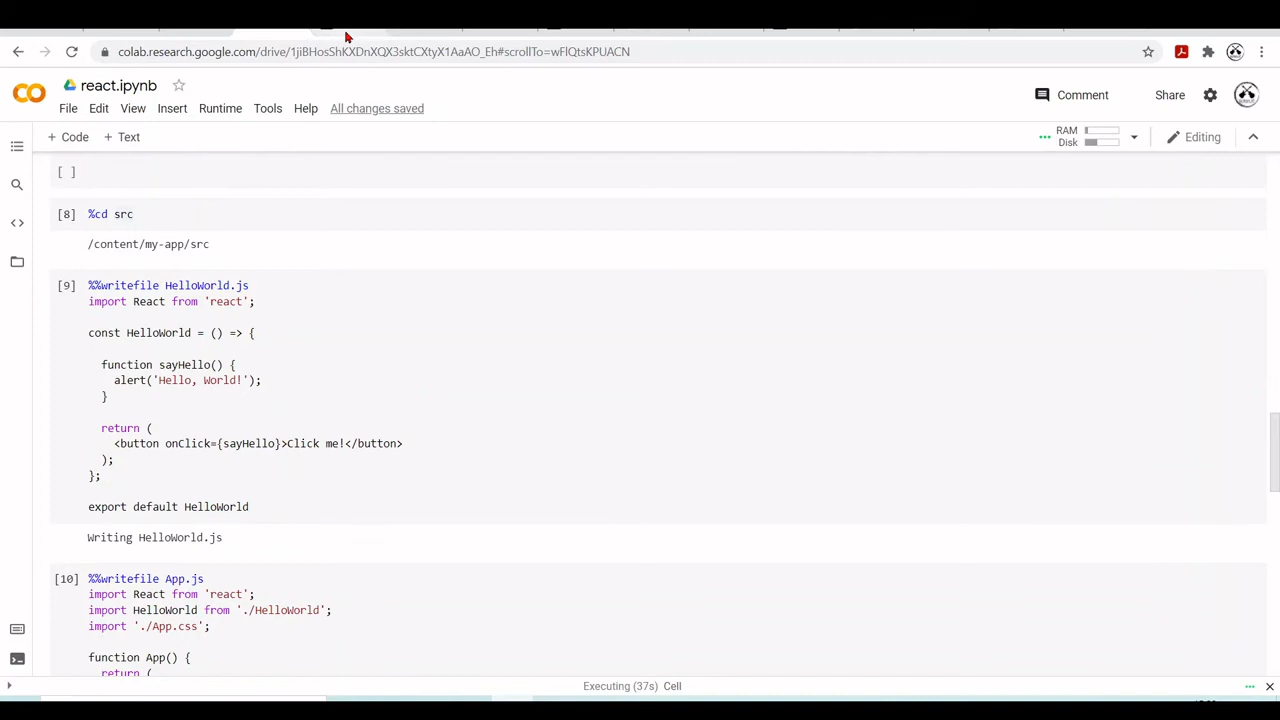 colab.research.google.com/drive/1jiBHosShKXDnXQX3sktCXtyX1AaAO_Eh#scrollTo=wFlQtsKPUACN
react.ipynb
File Edit View Insert Runtime Tools Help All changes saved
Comment Share
+ Code + Text
RAM
Disk
Editing
[ ]
[8] %cd src
/content/my-app/src
[9] %%writefile HelloWorld.js
import React from 'react';
const HelloWorld = () => {
function sayHello() {
alert('Hello, World!');
}
return (
<button onClick={sayHello}>Click me!</button>
);
};
export default HelloWorld
Writing HelloWorld.js
[10] %%writefile App.js
import React from 'react';
import HelloWorld from './HelloWorld';
import './App.css';
function App() {
return (
Executing (37s) Cell